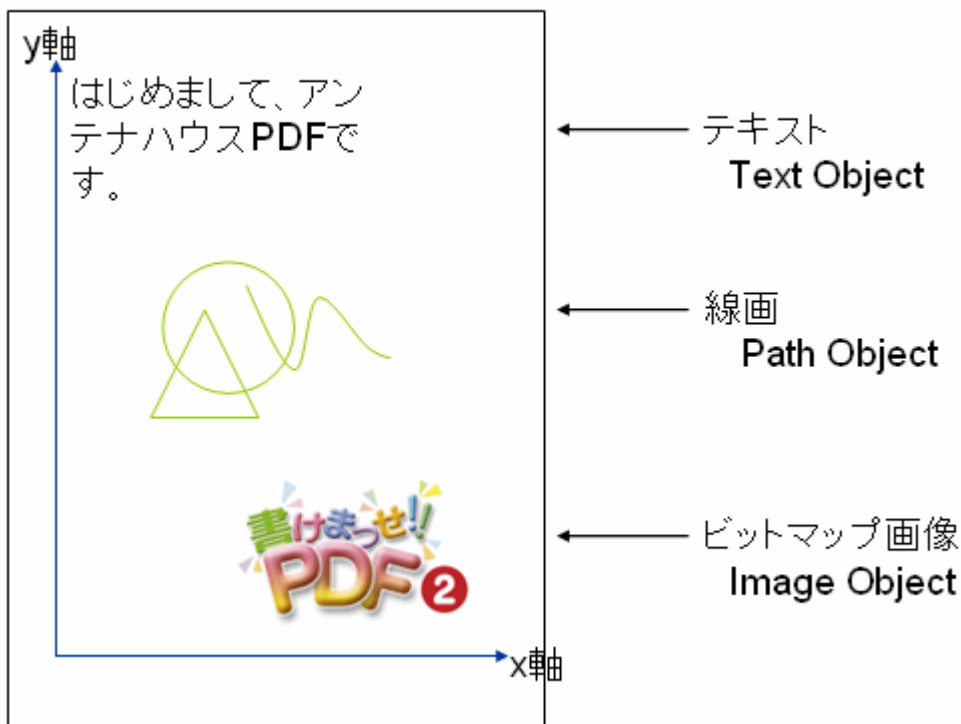 y軸
はじめまして、アン
テナハウスPDFで
す。
テキスト
Text Object
線画
Path Object
書けまっせ!!
PDF2
ビットマップ画像
Image Object
x軸